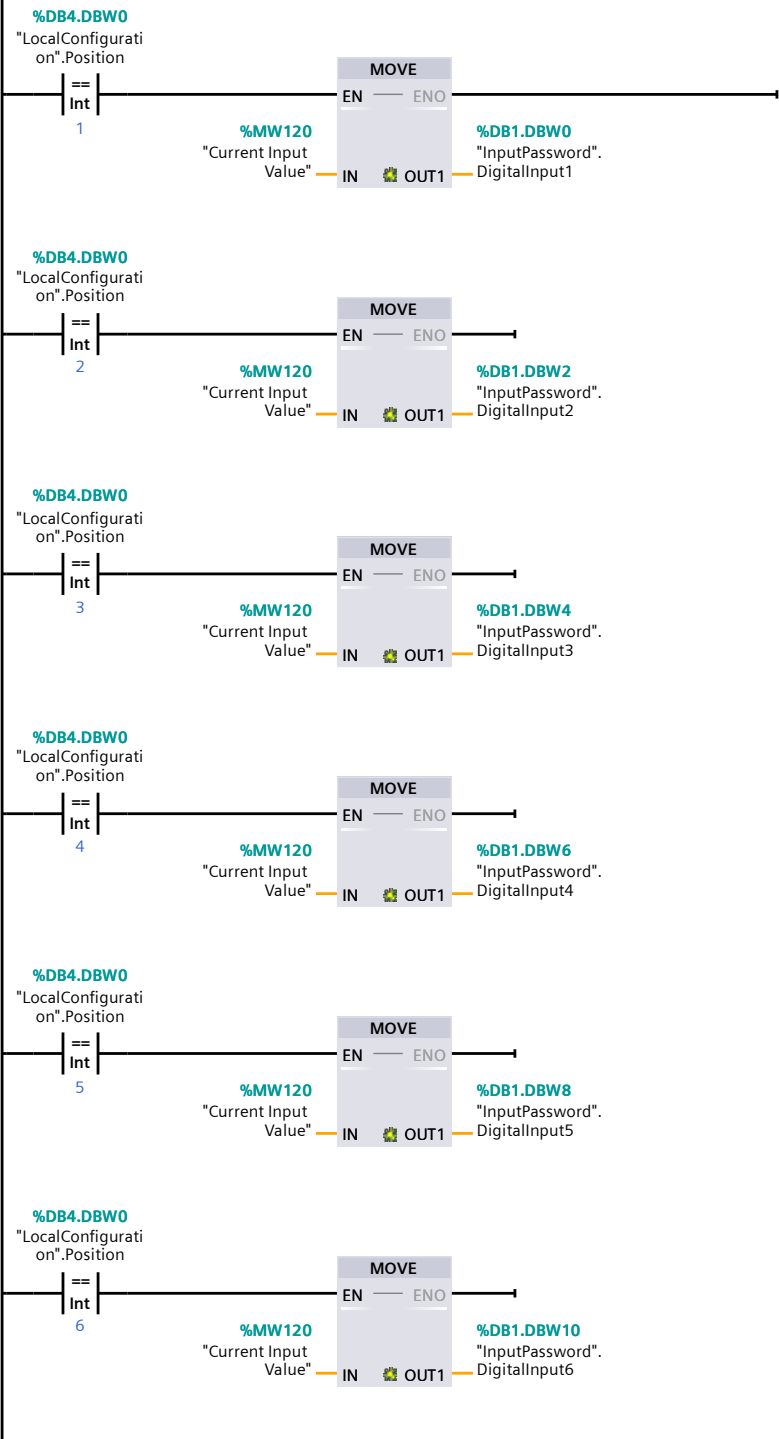 %DB4.DBW0
"LocalConfigurati
on".Position
==
Int
1
MOVE
EN
ENO
%MW120
"Current Input
Value"
IN
OUT1
%DB1.DBW0
"InputPassword".
DigitalInput1
%DB4.DBW0
"LocalConfigurati
on".Position
==
Int
2
MOVE
EN
ENO
%MW120
"Current Input
Value"
IN
OUT1
%DB1.DBW2
"InputPassword".
DigitalInput2
%DB4.DBW0
"LocalConfigurati
on".Position
==
Int
3
MOVE
EN
ENO
%MW120
"Current Input
Value"
IN
OUT1
%DB1.DBW4
"InputPassword".
DigitalInput3
%DB4.DBW0
"LocalConfigurati
on".Position
==
Int
4
MOVE
EN
ENO
%MW120
"Current Input
Value"
IN
OUT1
%DB1.DBW6
"InputPassword".
DigitalInput4
%DB4.DBW0
"LocalConfigurati
on".Position
==
Int
5
MOVE
EN
ENO
%MW120
"Current Input
Value"
IN
OUT1
%DB1.DBW8
"InputPassword".
DigitalInput5
%DB4.DBW0
"LocalConfigurati
on".Position
==
Int
6
MOVE
EN
ENO
%MW120
"Current Input
Value"
IN
OUT1
%DB1.DBW10
"InputPassword".
DigitalInput6